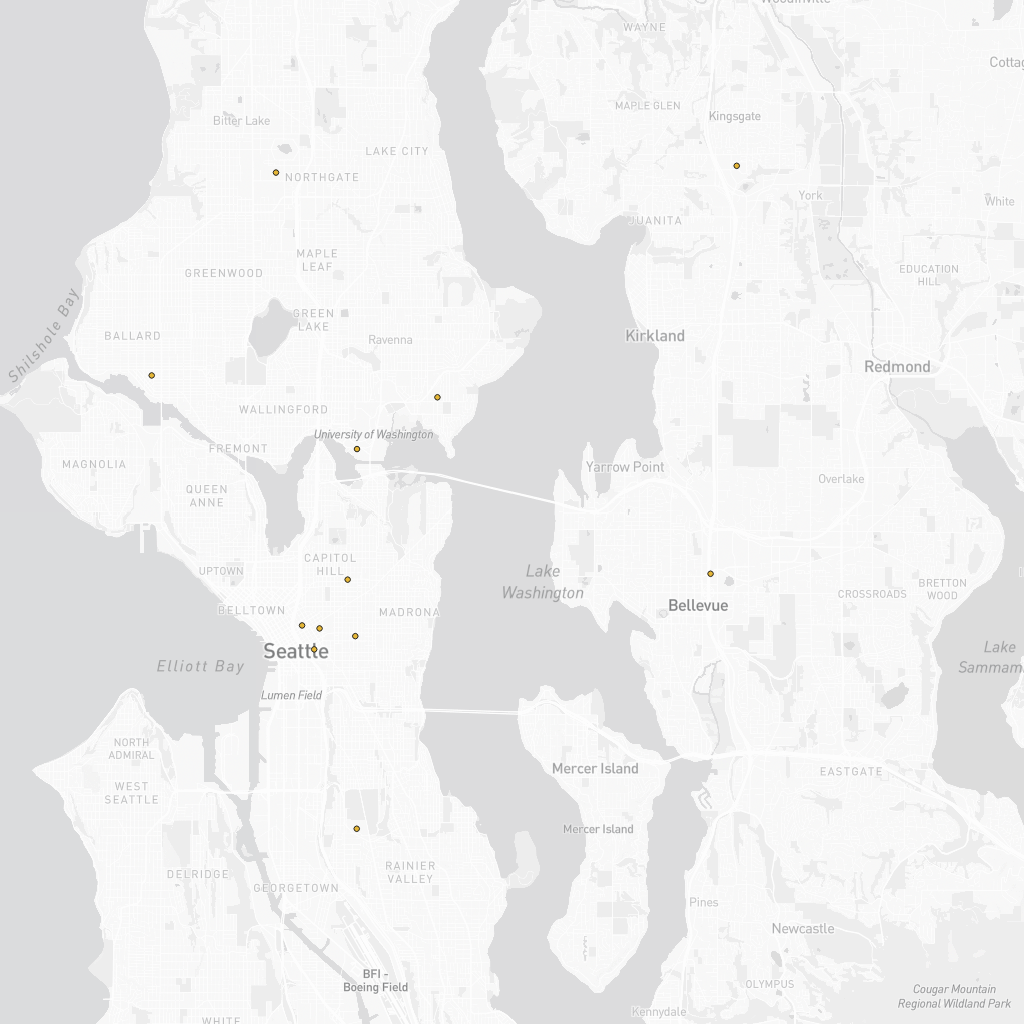 Woodinville
WAYNE
Cottag
MAPLE GLEN
Kingsgate
Bitter Lake
LAKE CITY
NORTHGATE
York
White
JUANITA
MAPLE
LEAF
GREENWOOD
EDUCATION
HILL
Shilshole Bay
GREEN
LAKE
BALLARD
Ravenna
Kirkland
Redmond
WALLINGFORD
University of Washington
FREMONT
MAGNOLIA
Yarrow Point
Overlake
QUEEN
ANNE
P
CAPITOL
HILL
UPTOWN
Lake
Washington
BRETTON
WOOD
CROSSROADS
BELLTOWN
MADRONA
Bellevue
Seattle
Elliott Bay
Lake
Sammam
Lumen Field
NORTH
ADMIRAL
Mercer Island
EASTGATE
WEST
SEATTLE
Mercer Island
RAINIER
VALLEY
DELRIDGE
GEORGETOWN
Pines
Newcastle
BFI -
Boeing Field
OLYMPUS
Cougar Mountain
Regional Wildland Park
Kennydale
WHITE